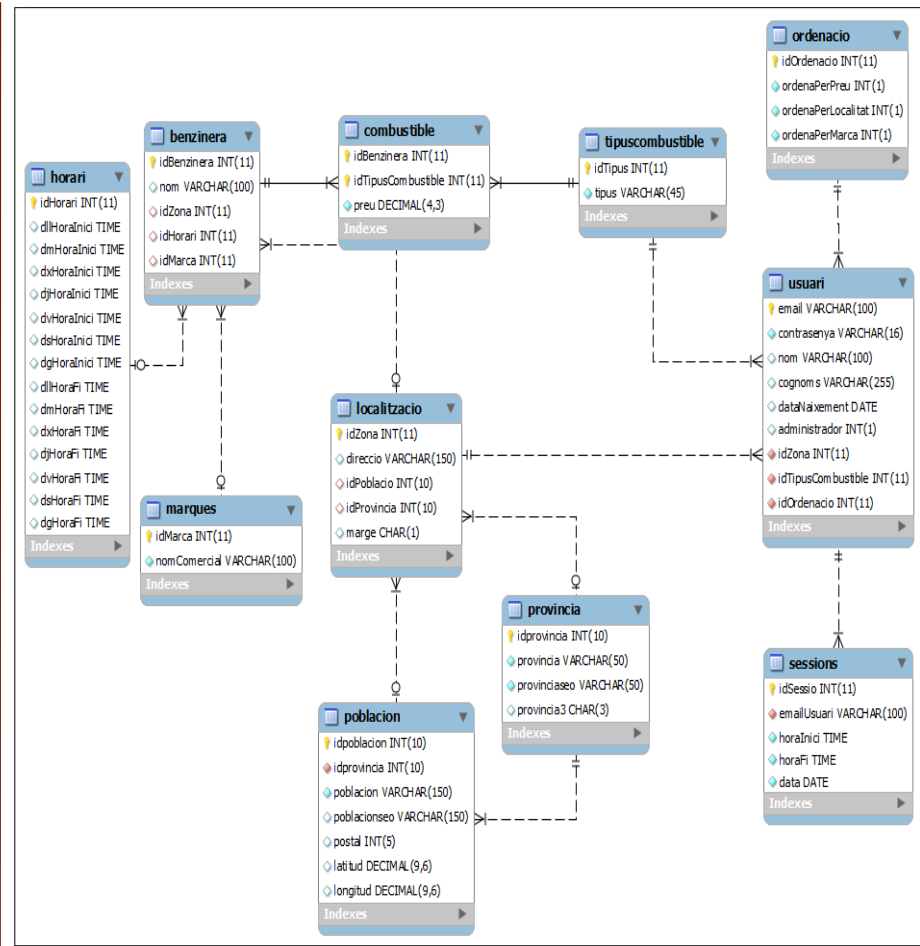 ordenacio
idOrdenacio INT(11)
ordenaPerPreu INT(1)
ordenaPerLocalitat INT(1)
ordenaPerMarca INT(1)
Indexes
benzinera
idBenzinera INT(11)
nom VARCHAR(100)
idZona INT(11)
idHorari INT(11)
idMarca INT(11)
Indexes
combustible
idBenzinera INT(11)
idTipusCombustible INT(11)
preu DECIMAL(4,3)
Indexes
tipuscombustible
idTipus INT(11)
tipus VARCHAR(45)
Indexes
horari
idHorari INT(11)
dllHoraInici TIME
dmHoraInici TIME
dxHoraInici TIME
djHoraInici TIME
dvHoraInici TIME
dsHoraInici TIME
dgHoraInici TIME
dllHoraFi TIME
dmHoraFi TIME
dxHoraFi TIME
djHoraFi TIME
dvHoraFi TIME
dsHoraFi TIME
dgHoraFi TIME
Indexes
usuari
email VARCHAR(100)
contrasenya VARCHAR(16)
nom VARCHAR(100)
cognoms VARCHAR(255)
dataNaixement DATE
administrador INT(1)
idZona INT(11)
idTipusCombustible INT(11)
idOrdenacio INT(11)
Indexes
localitzacio
idZona INT(11)
direccio VARCHAR(150)
idPoblacio INT(10)
idProvincia INT(10)
marge CHAR(1)
Indexes
marques
idMarca INT(11)
nomComercial VARCHAR(100)
Indexes
provincia
idprovincia INT(10)
provincia VARCHAR(50)
provinciaseo VARCHAR(50)
provincia3 CHAR(3)
Indexes
sessions
idSessio INT(11)
emailUsuari VARCHAR(100)
horaInici TIME
horaFi TIME
data DATE
Indexes
poblacion
idpoblacion INT(10)
idprovincia INT(10)
poblacion VARCHAR(150)
poblacionseo VARCHAR(150)
postal INT(5)
latitud DECIMAL(9,6)
longitud DECIMAL(9,6)
Indexes